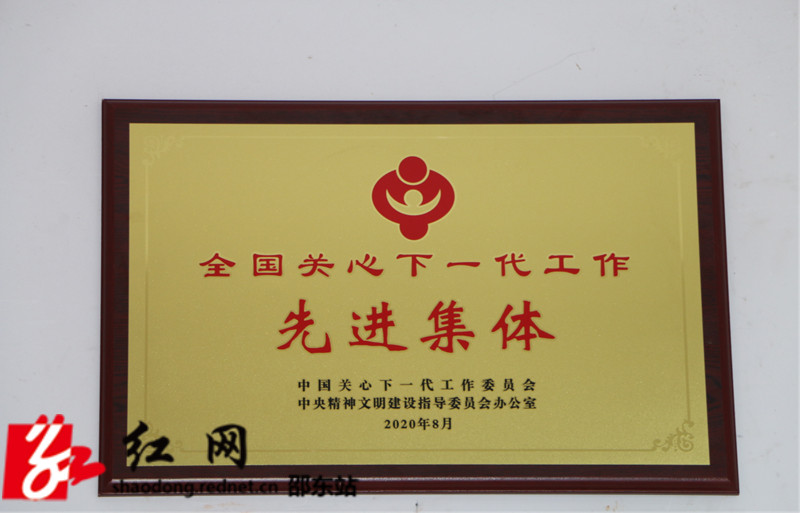 全国关心下一代工作
先进集体
中国关心下一代工作委员会
中央精神文明建设指导委员会办公室
2020年8月
红网
shaodong.rednet.cn 邵东站